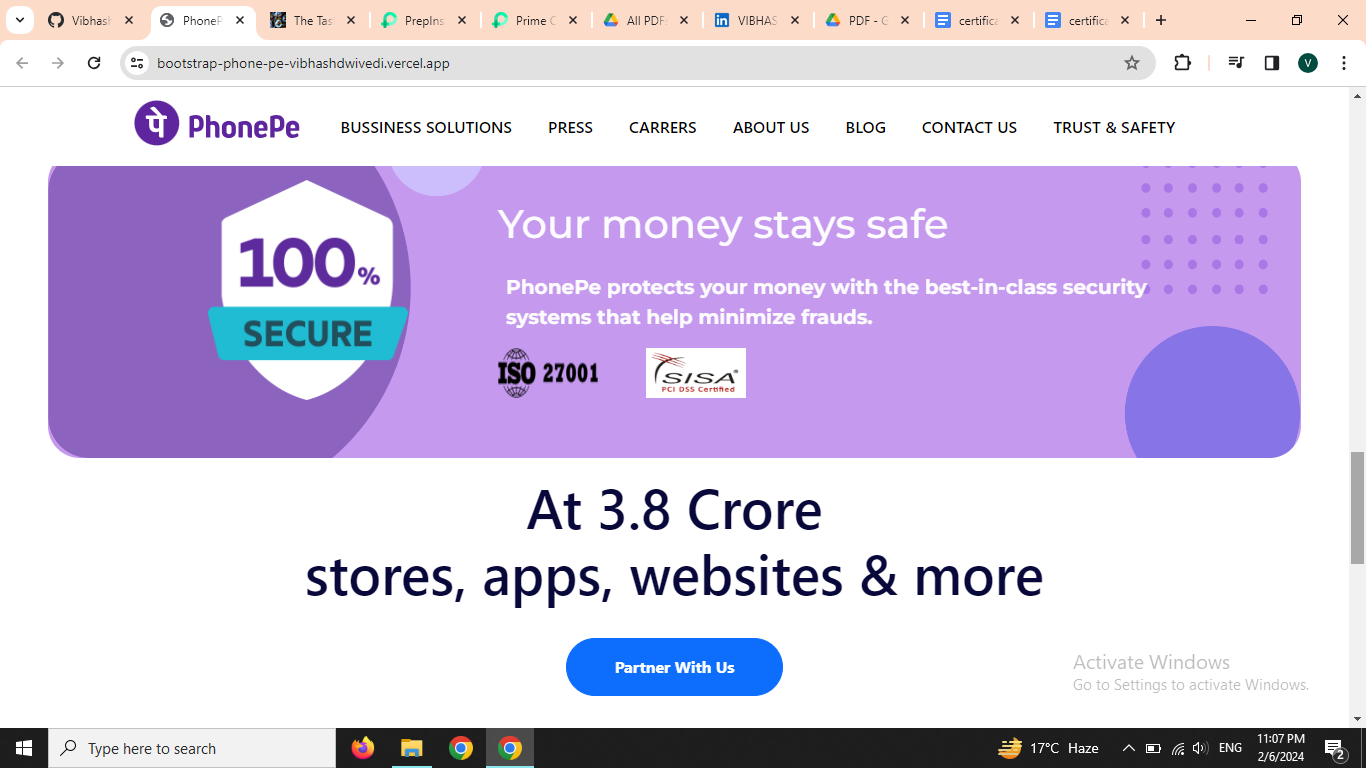 Vibhas
PhonePe
The Tas
PrepIns
Prime C
All PDF
VIBHAS
PDF - G
certifica
certifica
bootstrap-phone-pe-vibhashdwivedi.vercel.app
V
पे PhonePe
BUSSINESS SOLUTIONS
PRESS
CARRERS
ABOUT US
BLOG
CONTACT US
TRUST & SAFETY
100%
SECURE
Your money stays safe
PhonePe protects your money with the best-in-class security
systems that help minimize frauds.
ISO 27001
SISA®
PCI DSS Certified
At 3.8 Crore
stores, apps, websites & more
Partner With Us
Activate Windows
Go to Settings to activate Windows.
Type here to search
17°C Haze
ENG
11:07 PM
2/6/2024
2